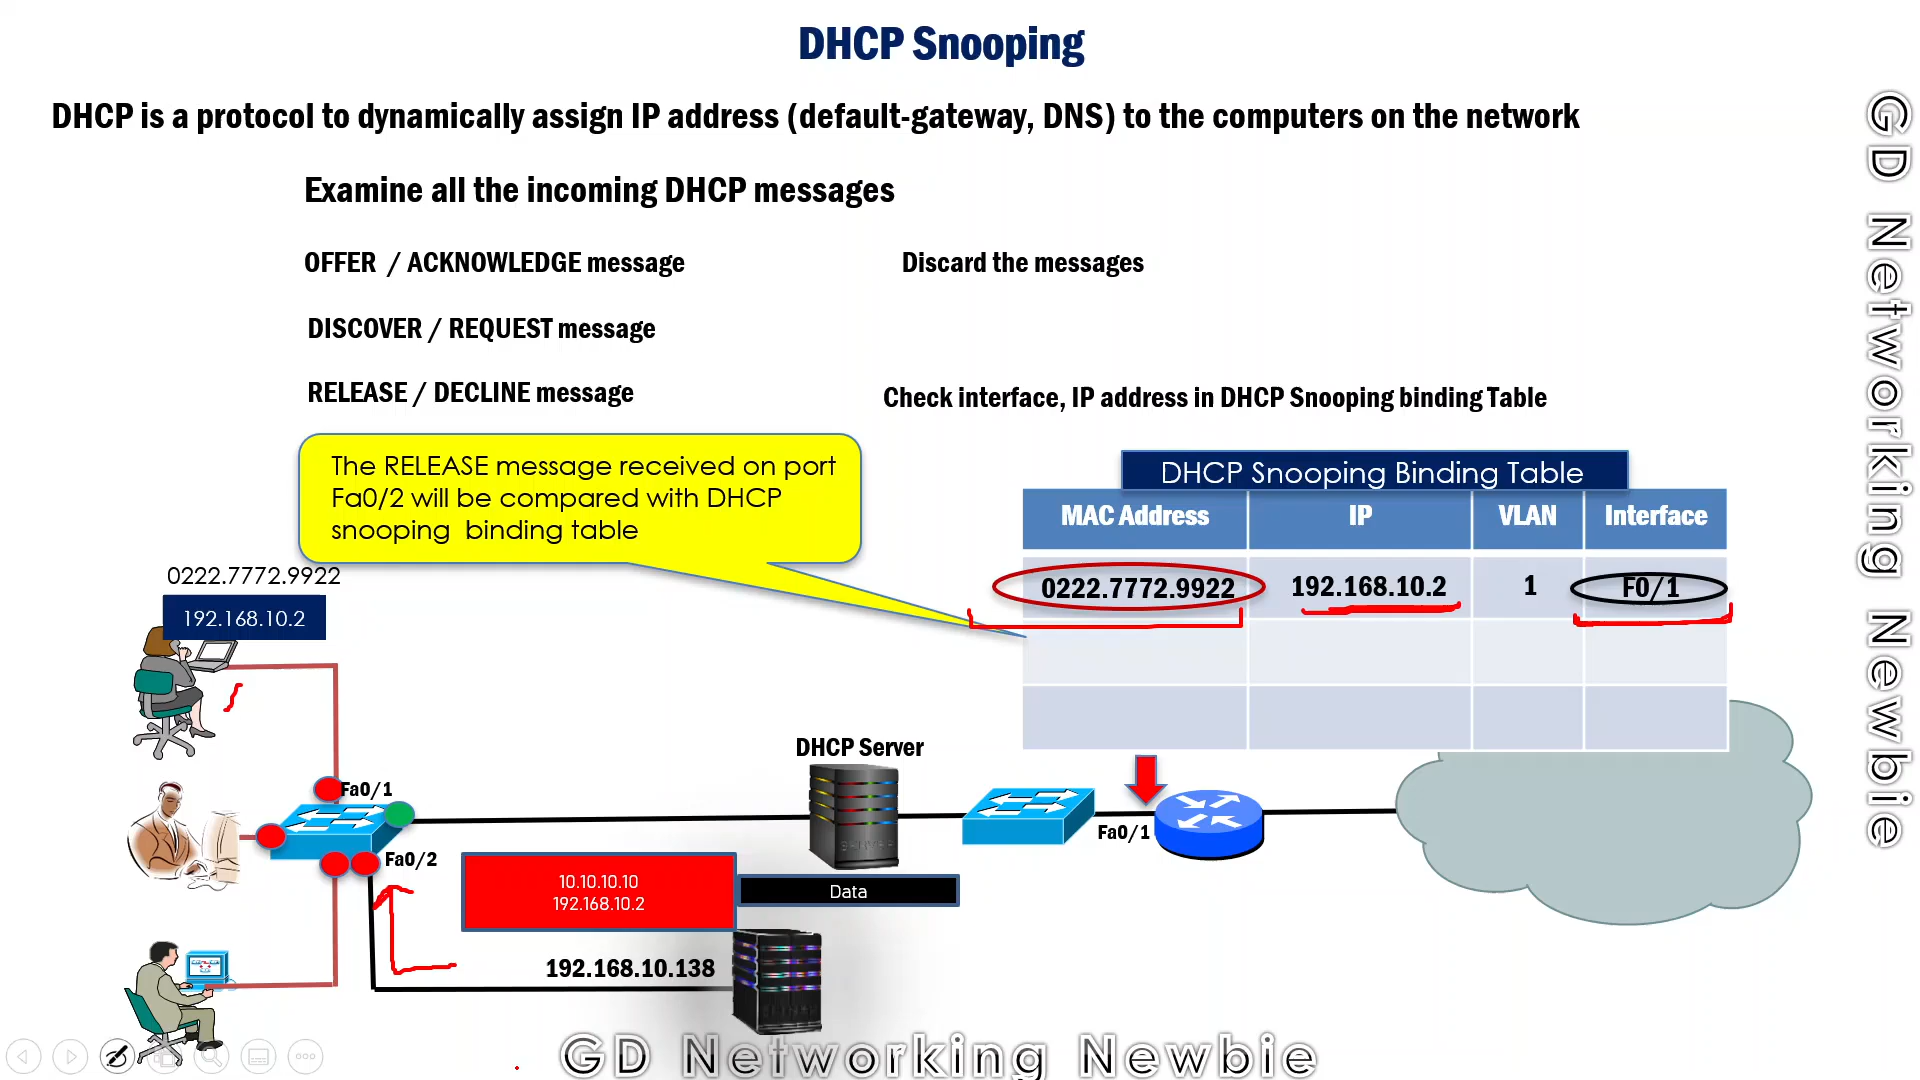 DHCP Snooping
DHCP is a protocol to dynamically assign IP address (default-gateway, DNS) to the computers on the network
Examine all the incoming DHCP messages
OFFER / ACKNOWLEDGE message
Discard the messages
DISCOVER / REQUEST message
RELEASE / DECLINE message
Check interface, IP address in DHCP Snooping binding Table
The RELEASE message received on port
Fa0/2 will be compared with DHCP
snooping binding table
DHCP Snooping Binding Table
MAC Address IP VLAN Interface
0222.7772.9922 192.168.10.2 1 F0/1
0222.7772.9922
192.168.10.2
DHCP Server
Fa0/1
Fa0/1
Fa0/2
10.10.10.10
192.168.10.2
Data
192.168.10.138
GD Networking Newbie
GD Networking Newbie